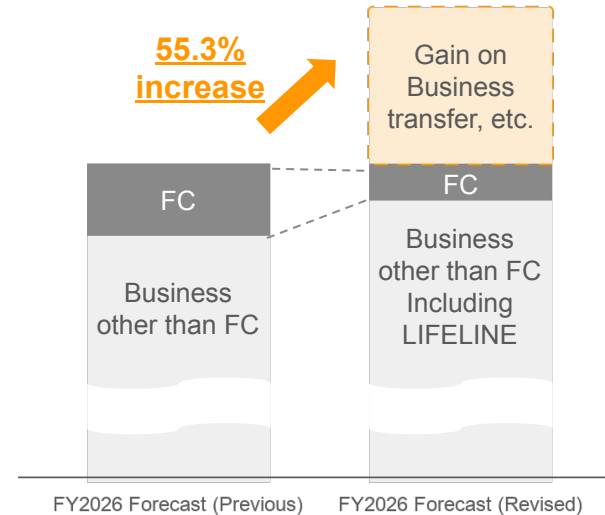 55.3%
increase
Gain on
Business
transfer, etc.
FC
FC
Business
other than FC
Business
other than FC
Including
LIFELINE
FY2026 Forecast (Previous)
FY2026 Forecast (Revised)